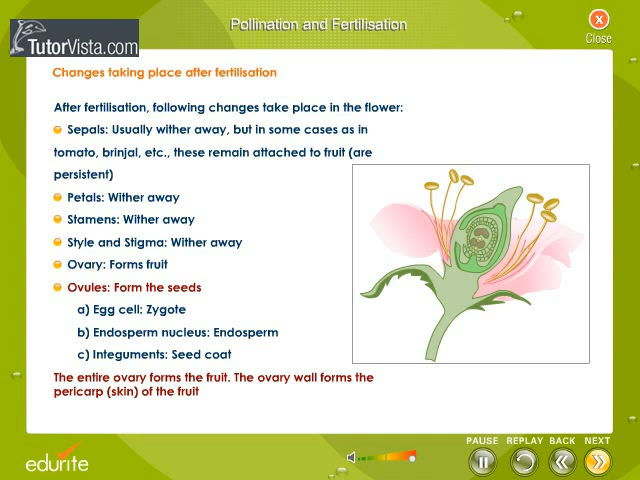 Pollination and Fertilisation
X
Close
TutorVista.com
Changes taking place after fertilisation
After fertilisation, following changes take place in the flower:
Sepals: Usually wither away, but in some cases as in
tomato, brinjal, etc., these remain attached to fruit (are
persistent)
Petals: Wither away
Stamens: Wither away
Style and Stigma: Wither away
Ovary: Forms fruit
Ovules: Form the seeds
a) Egg cell: Zygote
b) Endosperm nucleus: Endosperm
c) Integuments: Seed coat
The entire ovary forms the fruit. The ovary wall forms the
pericarp (skin) of the fruit
PAUSE REPLAY BACK NEXT
edurite